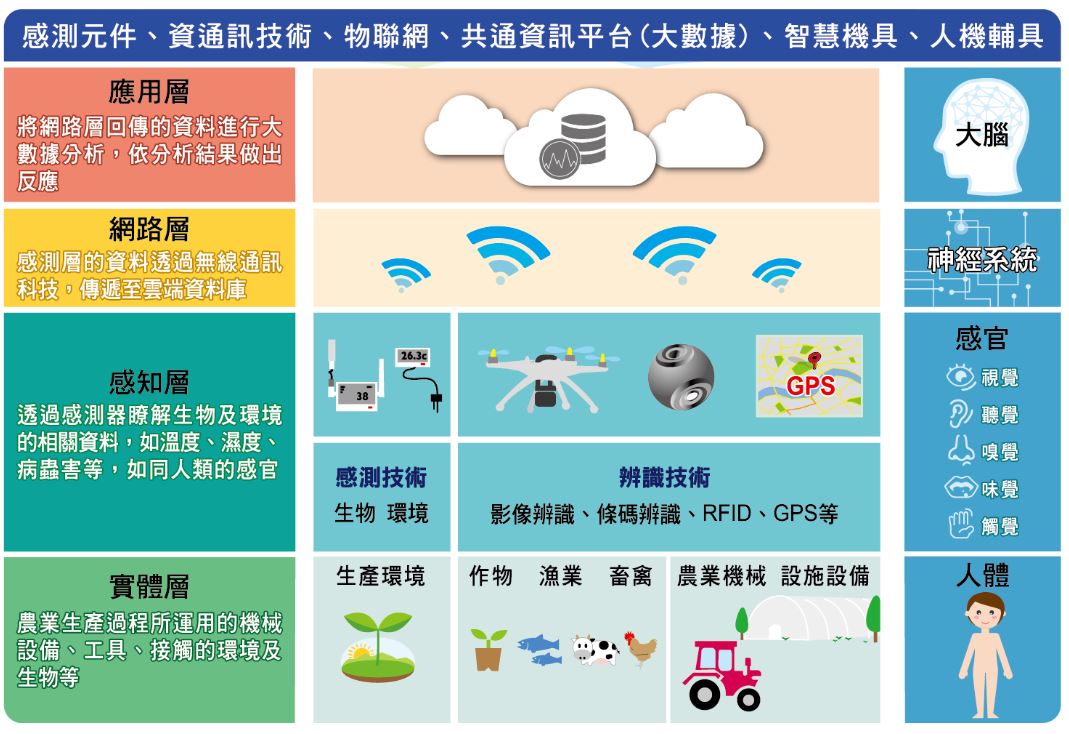 感測元件、資通訊技術、物聯網、共通資訊平台(大數據)、智慧機具、人機輔具
應用層
將網路層回傳的資料進行大
數據分析，依分析結果做出
反應
大腦
網路層
感測層的資料透過無線通訊
科技，傳遞至雲端資料庫
神經系統
感知層
透過感測器瞭解生物及環境
的相關資料，如溫度、濕度、
病蟲害等，如同人類的感官
26.3c
F 38
GPS
感測技術
生物 環境
辨識技術
影像辨識、條碼辨識、RFID、GPS等
感官
視覺
聽覺
嗅覺
味覺
觸覺
實體層
農業生產過程所運用的機械
設備、工具、接觸的環境及
生物等
生產環境
作物 漁業 畜禽
農業機械 設施設備
人體